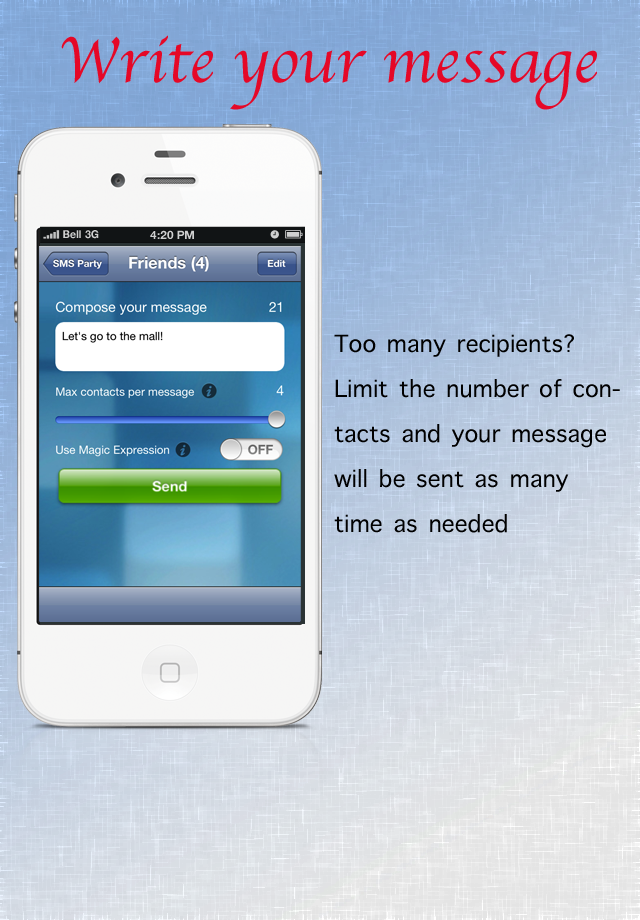 Write your message
Bell 3G 4:20 PM
SMS Party Friends (4) Edit
Compose your message 21
Let's go to the mall!
Max contacts per message i 4
Use Magic Expression i OFF
Send
Too many recipients?
Limit the number of con-
tacts and your message
will be sent as many
time as needed